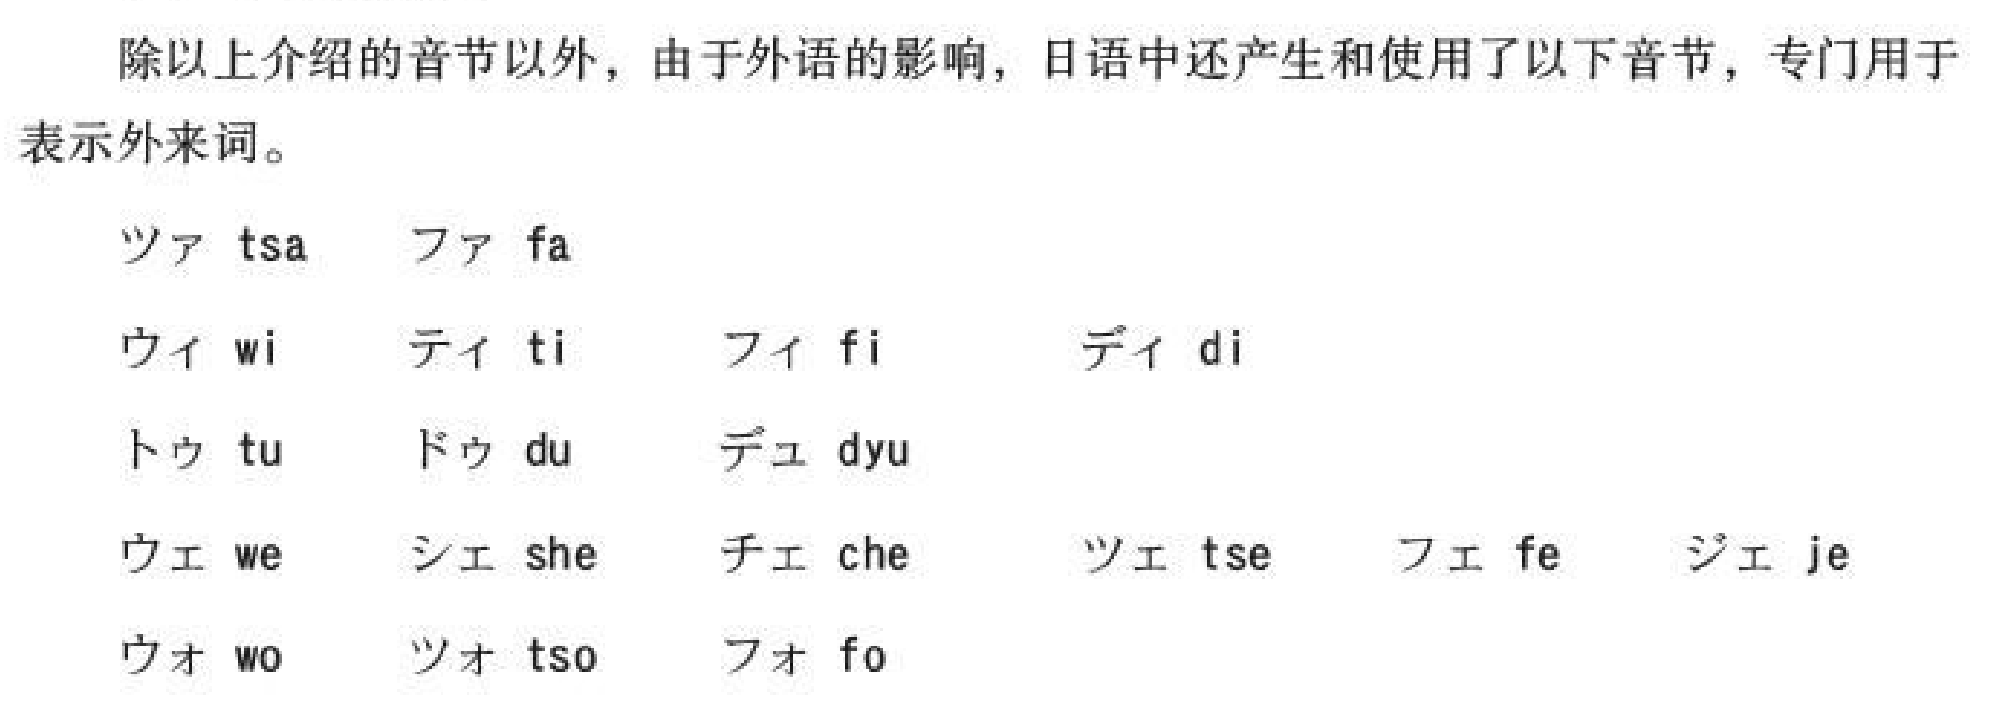 除以上介绍的音节以外，由于外语的影响，日语中还产生和使用了以下音节，专门用于
表示外来词。
ツァ tsa ファ fa
ウィ wi ティ ti フィ fi ディ di
トゥ tu ドゥ du デュ dyu
ウェ we シェ she チェ che ツェ tse フェ fe ジェ je
ウォ wo ツォ tso フォ fo